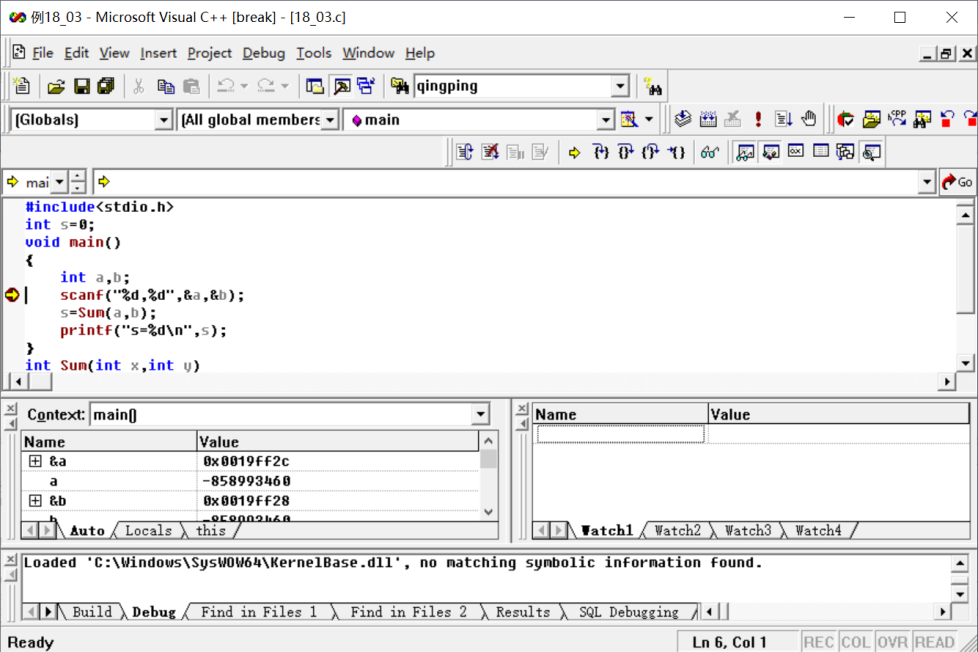 例18_03 - Microsoft Visual C++ [break] - [18_03.c]
File Edit View Insert Project Debug Tools Window Help
qingping
(Globals) (All global members main
mai Go
#include<stdio.h>
int s=0;
void main()
{
int a,b;
scanf("%d,%d",&a,&b);
s=Sum(a,b);
printf("s=%d\n",s);
}
int Sum(int x,int y)
Context: main()
Name Value
&a 0x0019ff2c
a -858993460
&b 0x0019ff28
b -858993460
Auto Locals this
Name Value
Watch1 Watch2 Watch3 Watch4
Loaded 'C:\Windows\SysWOW64\KernelBase.dll', no matching symbolic information found.
Build Debug Find in Files 1 Find in Files 2 Results SQL Debugging
Ready Ln 6, Col 1 REC COL OVR READ